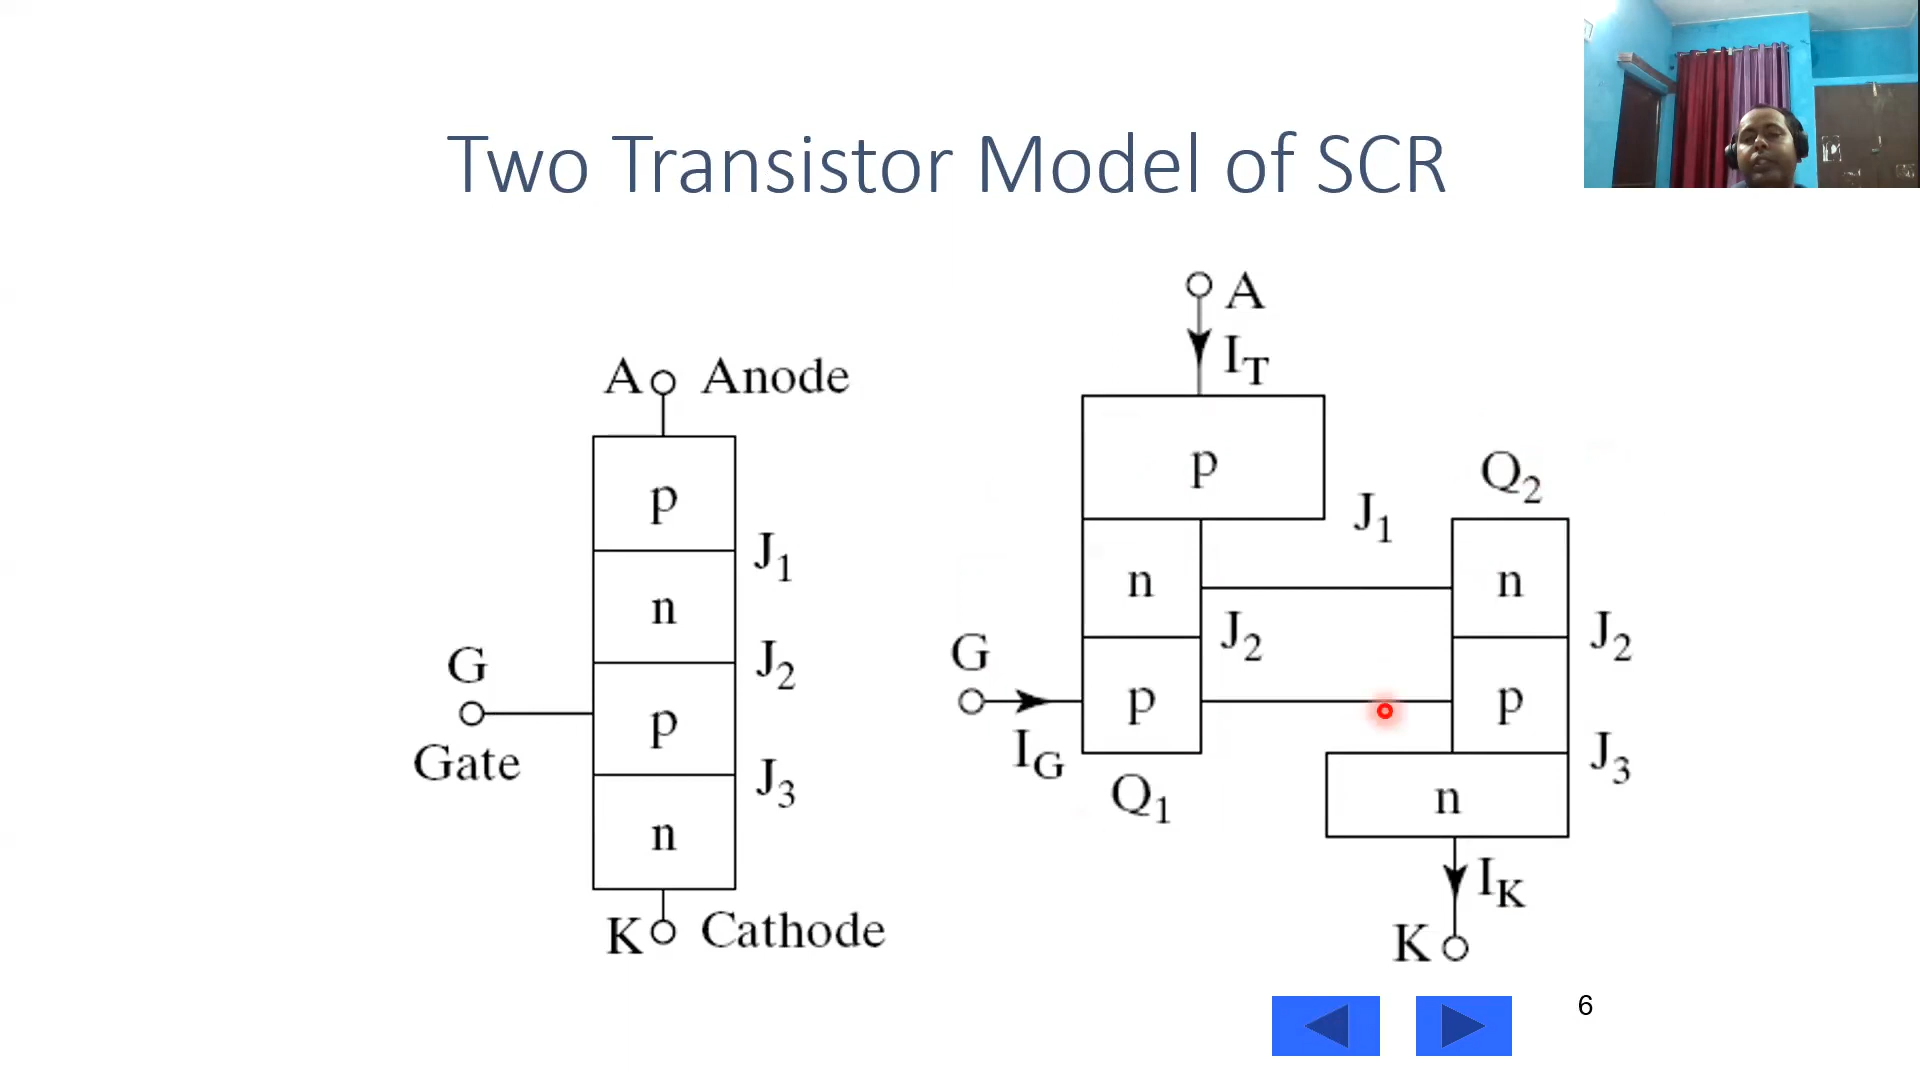 Two Transistor Model of SCR
A Anode
p
J1
n
J2
G
Gate
p
J3
n
K Cathode
A
IT
p
J1
Q2
n
n
J2
J2
G
IG
p
p
J3
Q1
n
IK
K
6